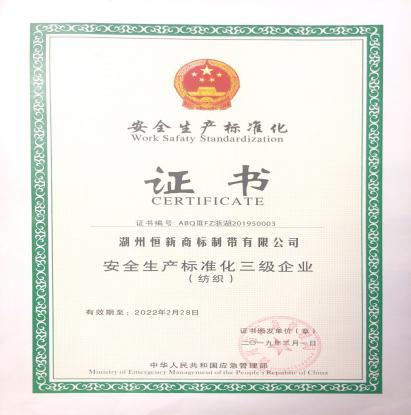 安全生产标准化
Work Safety Standardization
证书
CERTIFICATE
证书编号 ABQⅢFZ浙湖201950003
湖州恒新商标制带有限公司
安全生产标准化三级企业
(纺织)
有效期至: 2022年2月28日
证书颁发单位(章)
二〇一九年三月一日
中华人民共和国应急管理部
Ministry of Emergency Management of the People's Republic of China